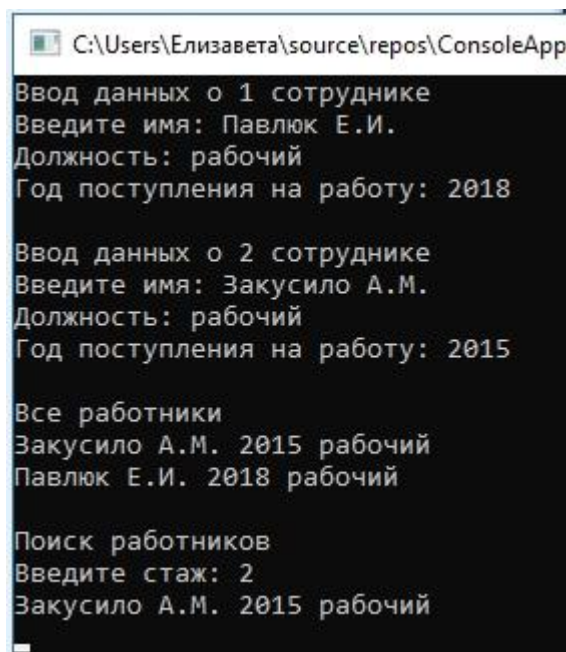 C:\Users\Елизавета\source\repos\ConsoleApp
Ввод данных о 1 сотруднике
Введите имя: Павлюк Е.И.
Должность: рабочий
Год поступления на работу: 2018
Ввод данных о 2 сотруднике
Введите имя: Закусило А.М.
Должность: рабочий
Год поступления на работу: 2015
Все работники
Закусило А.М. 2015 рабочий
Павлюк Е.И. 2018 рабочий
Поиск работников
Введите стаж: 2
Закусило А.М. 2015 рабочий